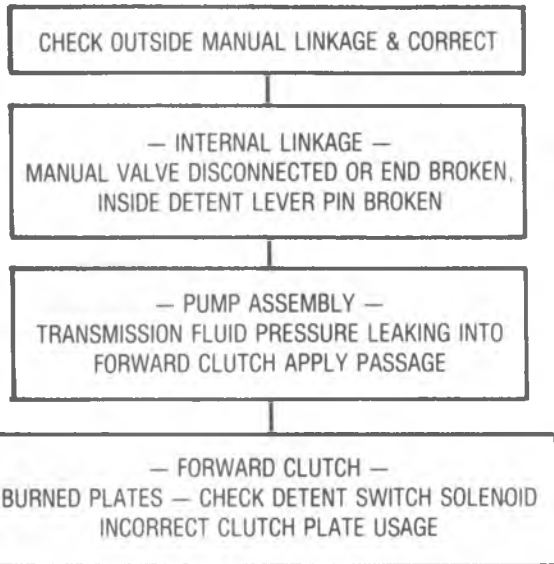 CHECK OUTSIDE MANUAL LINKAGE & CORRECT
— INTERNAL LINKAGE —
MANUAL VALVE DISCONNECTED OR END BROKEN,
INSIDE DETENT LEVER PIN BROKEN
— PUMP ASSEMBLY —
TRANSMISSION FLUID PRESSURE LEAKING INTO
FORWARD CLUTCH APPLY PASSAGE
— FORWARD CLUTCH —
BURNED PLATES — CHECK DETENT SWITCH SOLENOID
INCORRECT CLUTCH PLATE USAGE